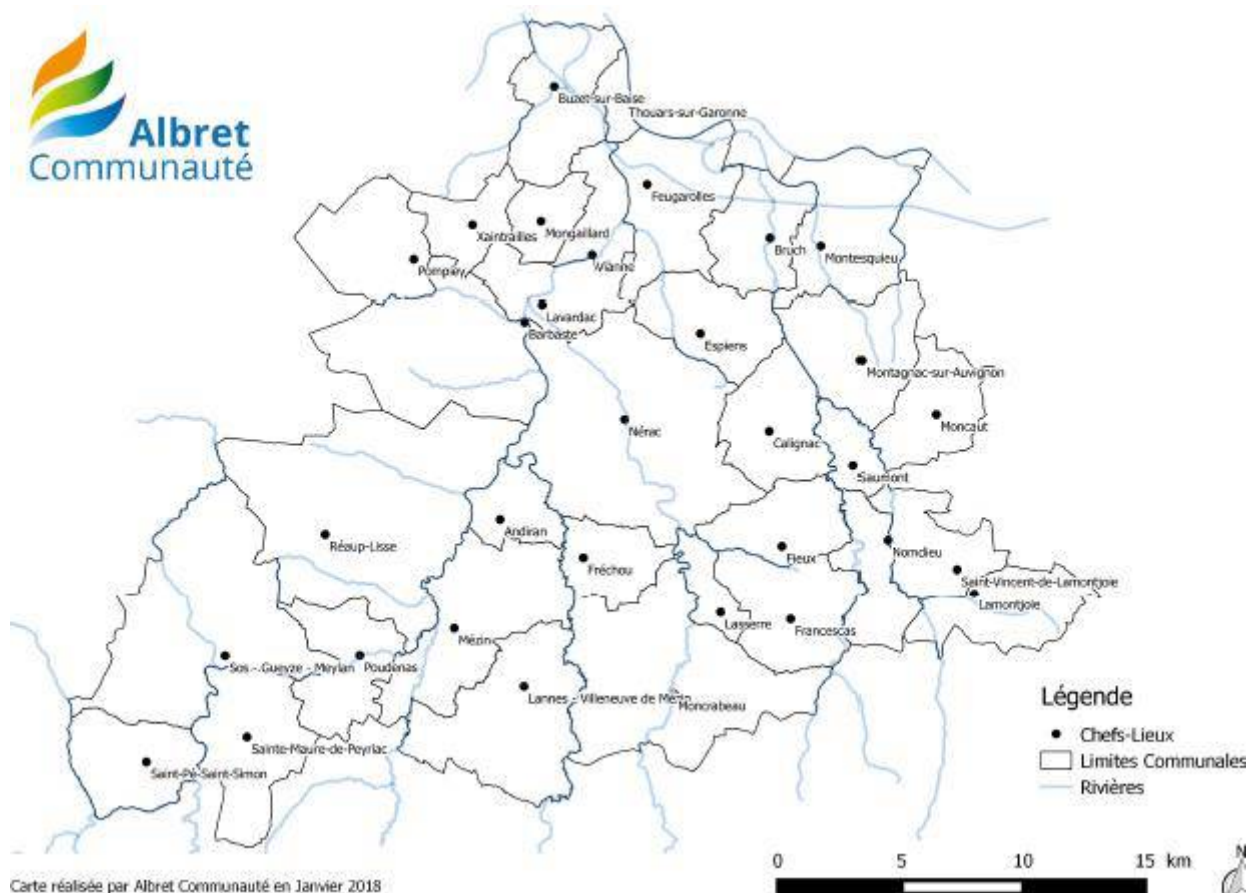 Albret
Communauté
Buzet-sur-Baïse
Thouars-sur-Garonne
Feugarolles
Xaintrailles
Mongaillard
Bruch
Montesquieu
Pompiey
Vianne
Lavardac
Barbaste
Espiens
Montagnac-sur-Auvignon
Nérac
Calignac
Moncaut
Saumont
Andiran
Réaup-Lisse
Fréchou
Fieux
Nomdieu
Saint-Vincent-de-Lamontjoie
Lamontjoie
Lasserre
Francescas
Mézin
Sos - Gueyze - Meylan
Poudenas
Lannes - Villeneuve de Mézin
Moncrabeau
Sainte-Maure-de-Peyriac
Saint-Pé-Saint-Simon
Légende
Chefs-Lieux
Limites Communales
Rivières
N
0 5 10 15 km
Carte réalisée par Albret Communauté en Janvier 2018